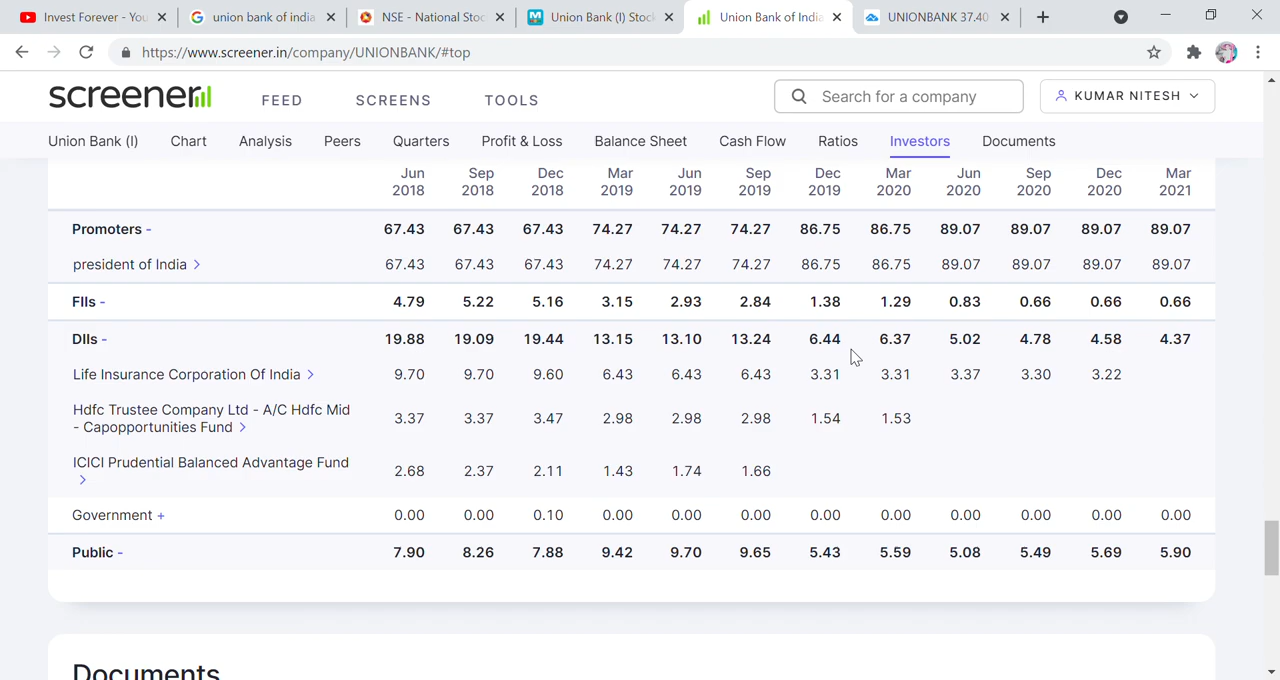 Invest Forever - You
union bank of india
NSE - National Stoc
Union Bank (I) Stoc
Union Bank of India
UNIONBANK 37.40
https://www.screener.in/company/UNIONBANK/#top
screener
FEED
SCREENS
TOOLS
Search for a company
KUMAR NITESH
Union Bank (I) Chart Analysis Peers Quarters Profit & Loss Balance Sheet Cash Flow Ratios Investors Documents
Jun Sep Dec Mar Jun Sep Dec Mar Jun Sep Dec Mar
2018 2018 2018 2019 2019 2019 2019 2020 2020 2020 2020 2021
Promoters - 67.43 67.43 67.43 74.27 74.27 74.27 86.75 86.75 89.07 89.07 89.07 89.07
president of India > 67.43 67.43 67.43 74.27 74.27 74.27 86.75 86.75 89.07 89.07 89.07 89.07
FIIs - 4.79 5.22 5.16 3.15 2.93 2.84 1.38 1.29 0.83 0.66 0.66 0.66
DIIs - 19.88 19.09 19.44 13.15 13.10 13.24 6.44 6.37 5.02 4.78 4.58 4.37
Life Insurance Corporation Of India > 9.70 9.70 9.60 6.43 6.43 6.43 3.31 3.31 3.37 3.30 3.22
Hdfc Trustee Company Ltd - A/C Hdfc Mid
- Capopportunities Fund > 3.37 3.37 3.47 2.98 2.98 2.98 1.54 1.53
ICICI Prudential Balanced Advantage Fund
> 2.68 2.37 2.11 1.43 1.74 1.66
Government + 0.00 0.00 0.10 0.00 0.00 0.00 0.00 0.00 0.00 0.00 0.00 0.00
Public - 7.90 8.26 7.88 9.42 9.70 9.65 5.43 5.59 5.08 5.49 5.69 5.90
Documents